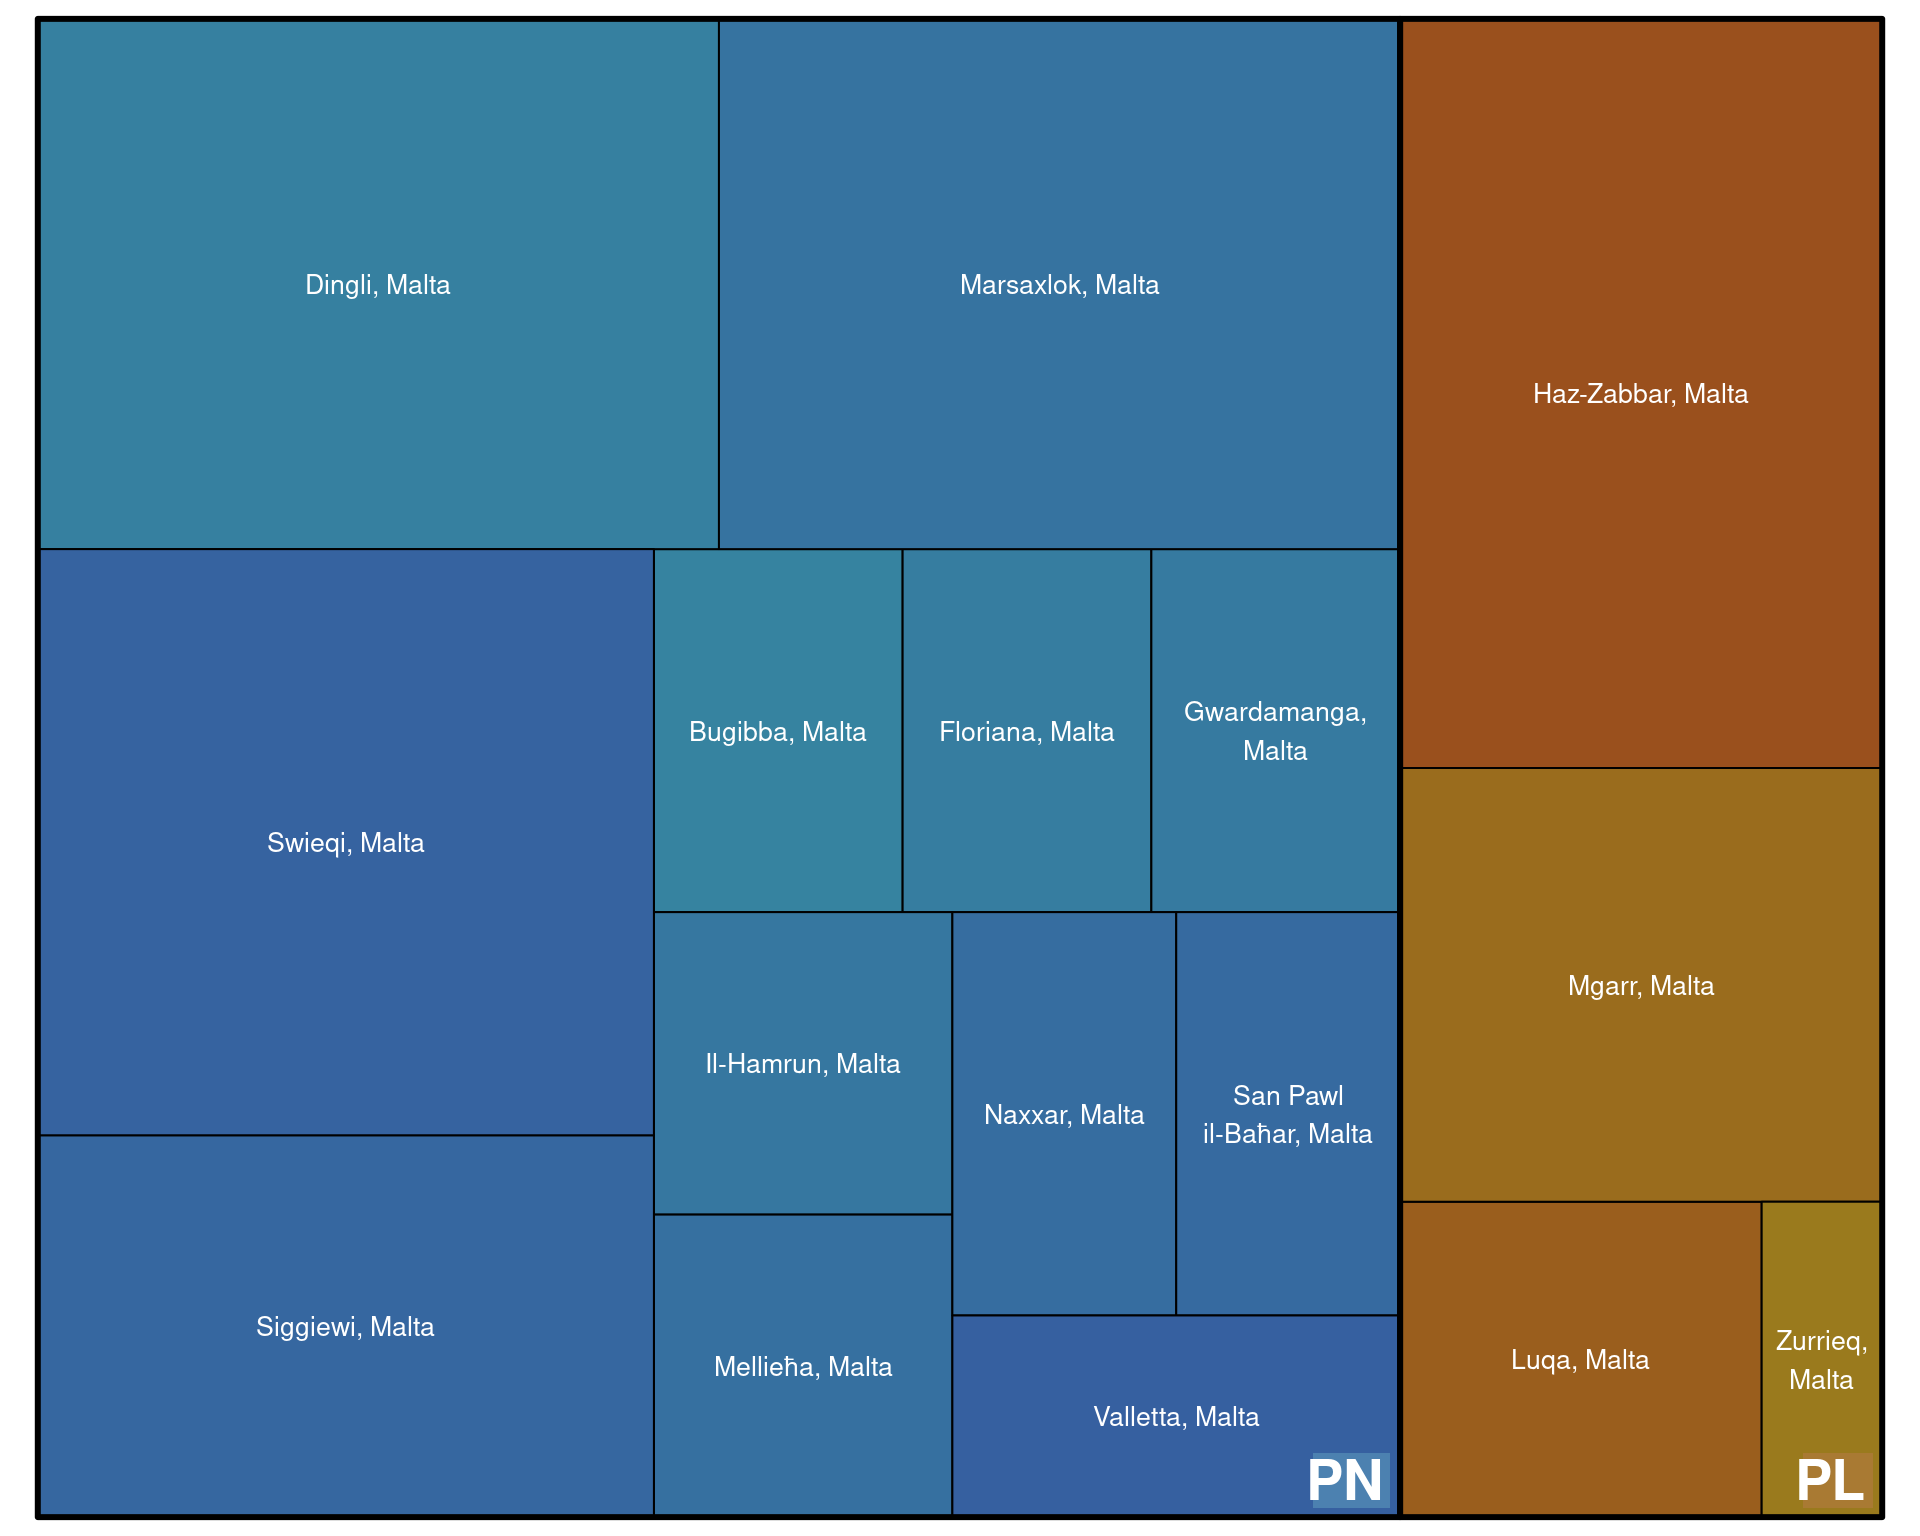 Dingli, Malta
Marsaxlok, Malta
Haz-Zabbar, Malta
Bugibba, Malta
Floriana, Malta
Gwardamanga,
Malta
Swieqi, Malta
Mgarr, Malta
Il-Hamrun, Malta
Naxxar, Malta
San Pawl
il-Baħar, Malta
Siggiewi, Malta
Mellieħa, Malta
Valletta, Malta
Luqa, Malta
Zurrieq,
Malta
PN
PL